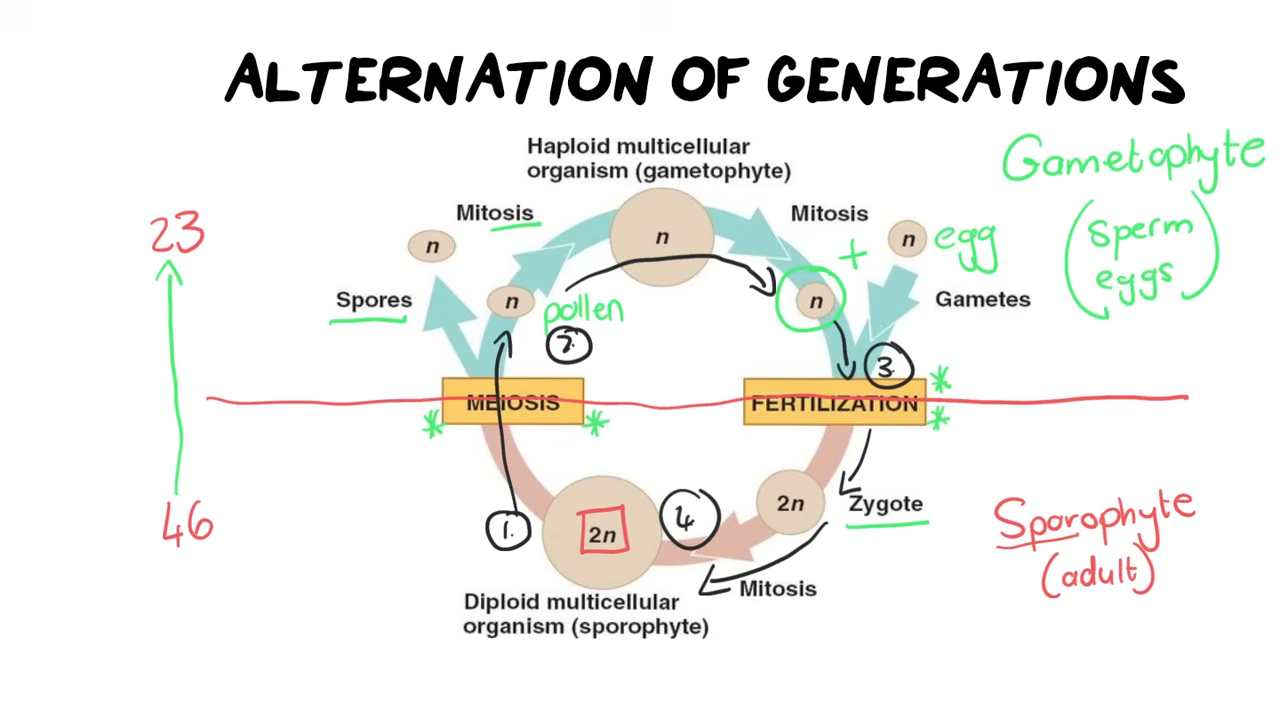 ALTERNATION OF GENERATIONS
Haploid multicellular
organism (gametophyte)
Gametophyte
(sperm
eggs)
23
Mitosis
n
n
Mitosis
+
n egg
Spores
n
pollen
2.
n
Gametes
3.
MEIOSIS
FERTILIZATION
*
*
*
*
46
1.
2n
4
2n
Zygote
Sporophyte
(adult)
Mitosis
Diploid multicellular
organism (sporophyte)